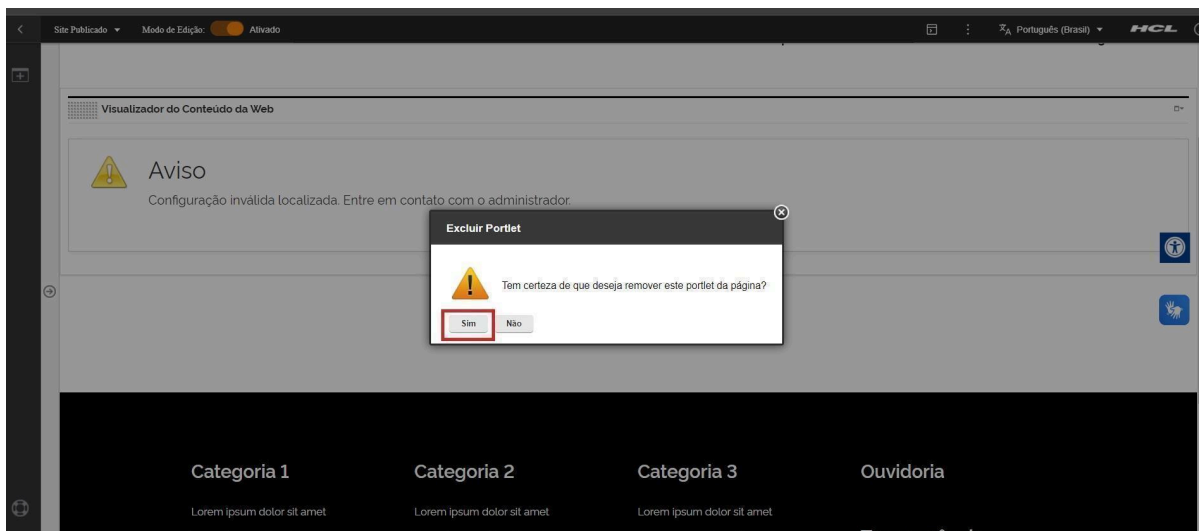 Site Publicado
Modo de Edição: Ativado
Português (Brasil)
HCL
Visualizador do Conteúdo da Web
Aviso
Configuração inválida localizada. Entre em contato com o administrador.
Excluir Portlet
Tem certeza de que deseja remover este portlet da página?
Sim Não
Categoria 1 Categoria 2 Categoria 3 Ouvidoria
Lorem ipsum dolor sit amet Lorem ipsum dolor sit amet Lorem ipsum dolor sit amet